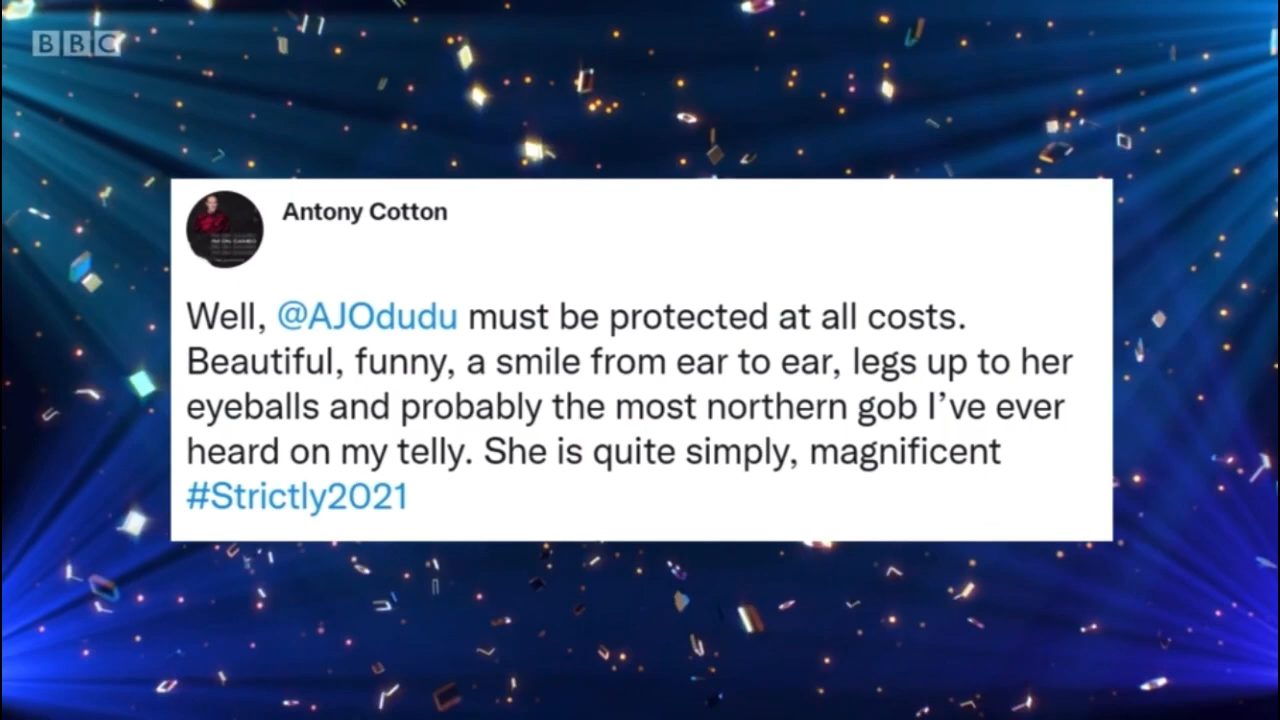 BBC
Antony Cotton
Well, @AJOdudu must be protected at all costs.
Beautiful, funny, a smile from ear to ear, legs up to her
eyeballs and probably the most northern gob I’ve ever
heard on my telly. She is quite simply, magnificent
#Strictly2021